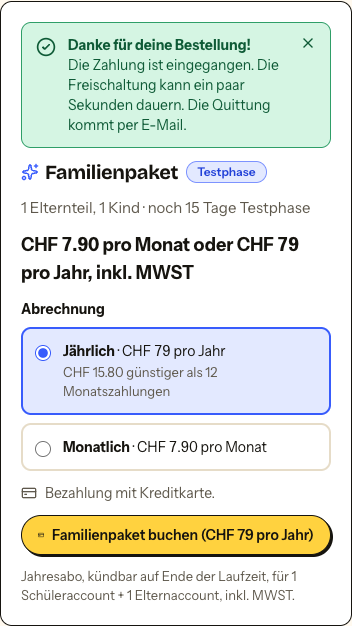 Danke für deine Bestellung!
Die Zahlung ist eingegangen. Die
Freischaltung kann ein paar
Sekunden dauern. Die Quittung
kommt per E-Mail.
Familienpaket Testphase
1 Elternteil, 1 Kind · noch 15 Tage Testphase
CHF 7.90 pro Monat oder CHF 79
pro Jahr, inkl. MWST
Abrechnung
Jährlich · CHF 79 pro Jahr
CHF 15.80 günstiger als 12
Monatszahlungen
Monatlich · CHF 7.90 pro Monat
Bezahlung mit Kreditkarte.
Familienpaket buchen (CHF 79 pro Jahr)
Jahresabo, kündbar auf Ende der Laufzeit, für 1
Schüleraccount + 1 Elternaccount, inkl. MWST.